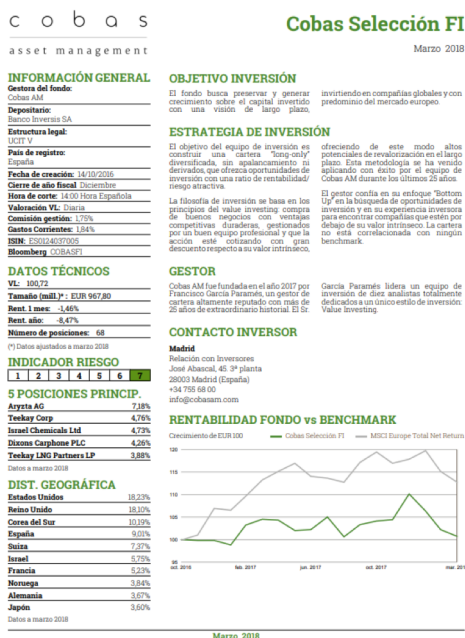 cobas
asset management
Cobas Selección FI
Marzo 2018
INFORMACIÓN GENERAL
Gestora del fondo:
Cobas AM
Depositario:
Banco Inversis SA
Estructura legal:
UCIT V
País de registro:
España
Fecha de creación: 14/10/2016
Cierre de año fiscal Diciembre
Hora de corte: 14:00 Hora Española
Valoración VL: Diaria
Comisión gestión: 1,75%
Gastos Corrientes: 1,84%
ISIN: ES0124037005
Bloomberg COBASFI
DATOS TÉCNICOS
VL: 100,72
Tamaño (mill.)* : EUR 967,80
Rent. 1 mes: -1,46%
Rent. año: -8,47%
Número de posiciones: 68
(*) Datos ajustados a marzo 2018
INDICADOR RIESGO
1 2 3 4 5 6 7
5 POSICIONES PRINCIP.
Aryzta AG 7,18%
Teekay Corp 4,76%
Israel Chemicals Ltd 4,73%
Dixons Carphone PLC 4,26%
Teekay LNG Partners LP 3,88%
Datos a marzo 2018
DIST. GEOGRÁFICA
Estados Unidos 18,23%
Reino Unido 18,10%
Corea del Sur 10,19%
España 9,01%
Suiza 7,37%
Israel 5,75%
Francia 5,23%
Noruega 3,84%
Alemania 3,67%
Japón 3,60%
Datos a marzo 2018
OBJETIVO INVERSIÓN
El fondo busca preservar y generar
crecimiento sobre el capital invertido
con una visión de largo plazo,
invirtiendo en compañías globales y con
predominio del mercado europeo.
ESTRATEGIA DE INVERSIÓN
El objetivo del equipo de inversión es
construir una cartera "long-only"
diversificada, sin apalancamiento ni
derivados, que ofrezca oportunidades de
inversión con una ratio de rentabilidad/
riesgo atractiva.
La filosofía de inversión se basa en los
principios del value investing: compra
de buenos negocios con ventajas
competitivas duraderas, gestionados
por un buen equipo profesional y que la
acción esté cotizando con gran
descuento respecto a su valor intrínseco,
ofreciendo de este modo altos
potenciales de revalorización en el largo
plazo. Esta metodología se ha venido
aplicando con éxito por el equipo de
Cobas AM durante los últimos 25 años.
El gestor confía en su enfoque "Bottom
Up" en la búsqueda de oportunidades de
inversión y en su experiencia inversora
para encontrar compañías que estén por
debajo de su valor intrínseco. La cartera
no está correlacionada con ningún
benchmark.
GESTOR
Cobas AM fue fundada en el año 2017 por
Francisco García Paramés, un gestor de
cartera altamente reputado con más de
25 años de extraordinario historial. El Sr.
García Paramés lidera un equipo de
inversión de diez analistas totalmente
dedicados a un único estilo de inversión:
Value Investing.
CONTACTO INVERSOR
Madrid
Relación con Inversores
José Abascal, 45. 3ª planta
28003 Madrid (España)
+34 755 68 00
info@cobasam.com
RENTABILIDAD FONDO vs BENCHMARK
Crecimiento de EUR 100 Cobas Selección FI MSCI Europe Total Net Return
120
115
110
105
100
95
oct. 2016 feb. 2017 jun. 2017 oct. 2017 mar. 201
Marzo 2018